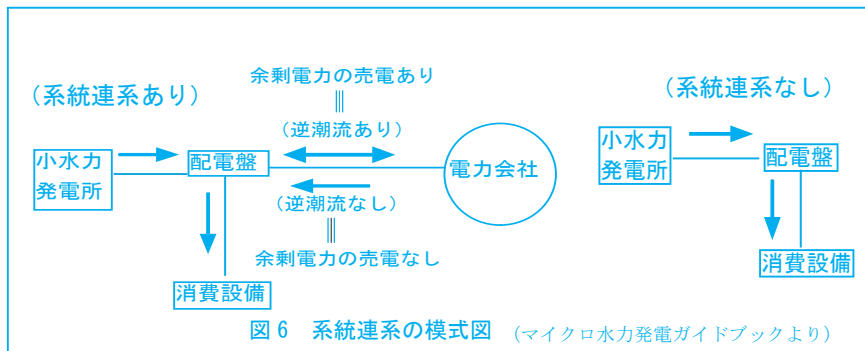 (系統連系あり)
余剰電力の売電あり
(逆潮流あり)
小水力
発電所
配電盤
電力会社
(逆潮流なし)
余剰電力の売電なし
消費設備
(系統連系なし)
小水力
発電所
配電盤
消費設備
図6 系統連系の模式図 (マイクロ水力発電ガイドブックより)